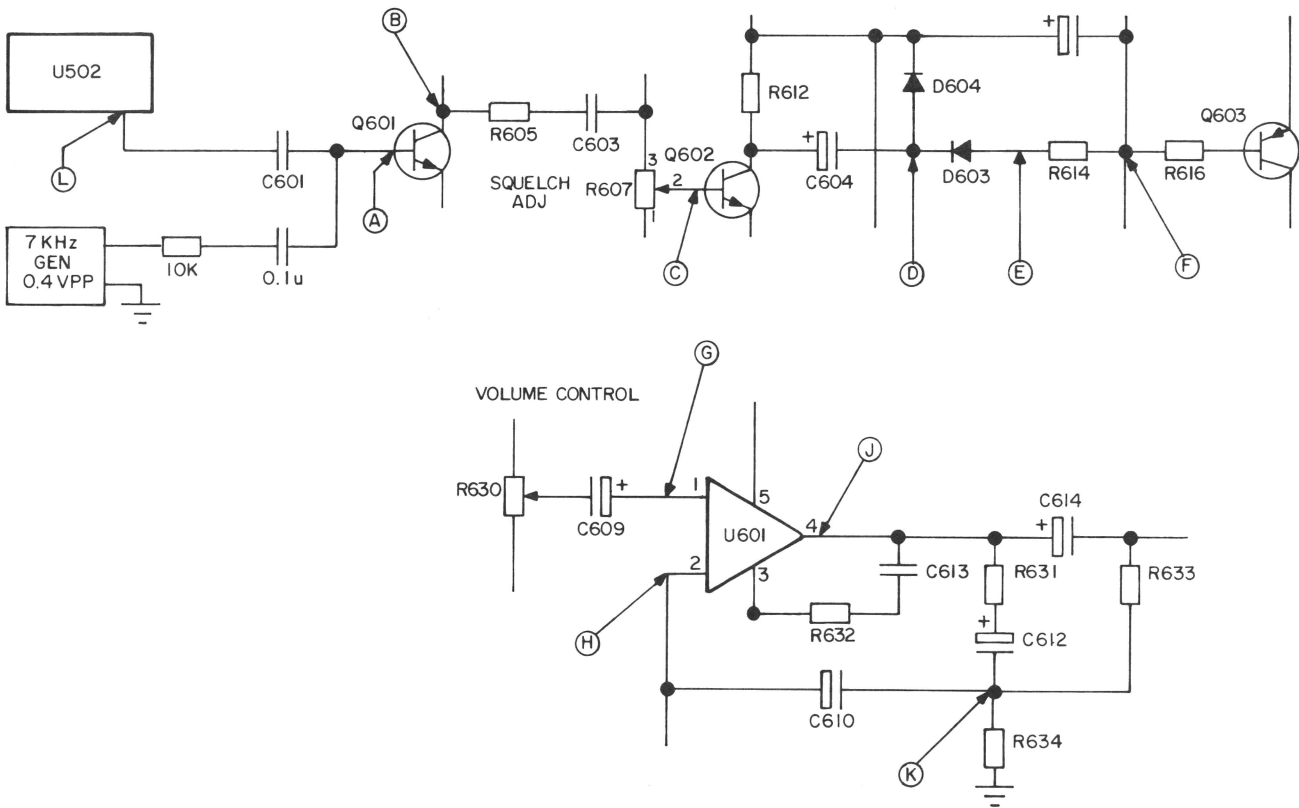 B
U502
Q601
R605
C603
L
C601
A
3
SQUELCH
ADJ
R607
2
1
Q602
R612
+
C604
D604
D603
+
R614
R616
Q603
C
D
E
F
7 KHz
GEN
0.4 VPP
10K
0.1u
G
VOLUME CONTROL
R630
C609
+
1
2
5
U601
4
3
J
H
R632
C613
R631
+
C614
R633
+
C612
C610
K
R634